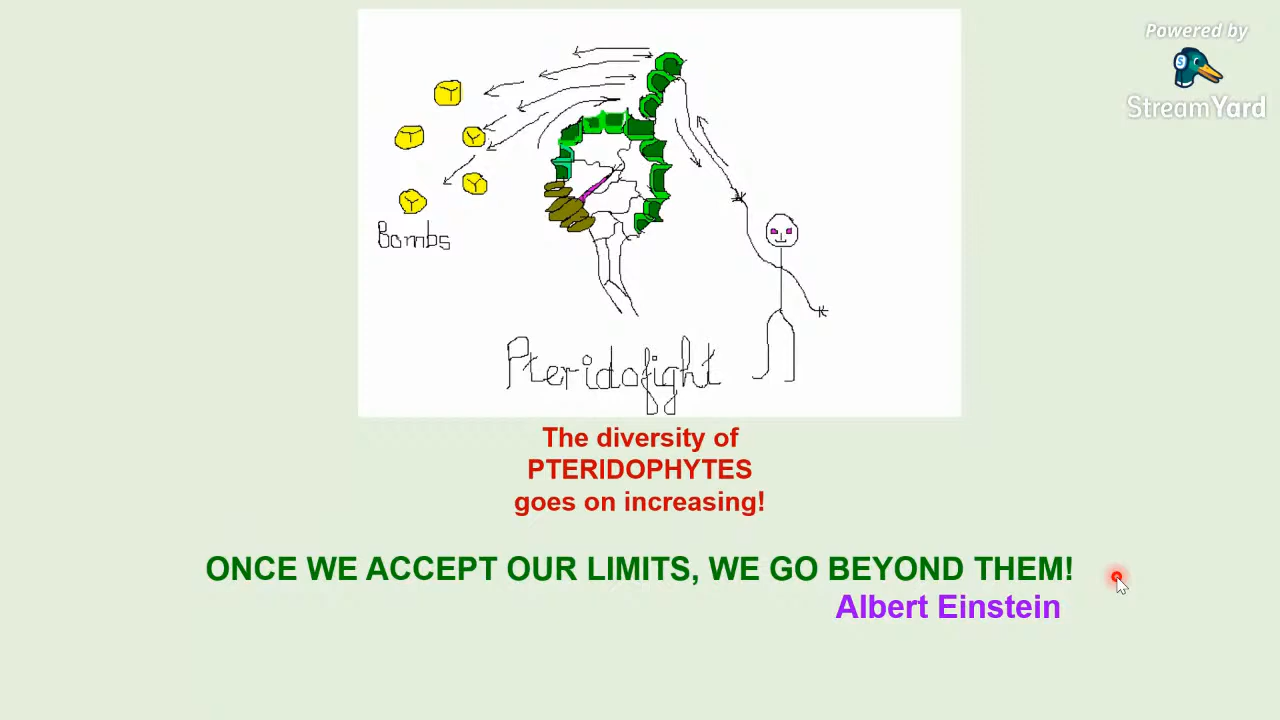 Powered by
StreamYard
Bombs
Pteridofight
The diversity of
PTERIDOPHYTES
goes on increasing!
ONCE WE ACCEPT OUR LIMITS, WE GO BEYOND THEM!
Albert Einstein